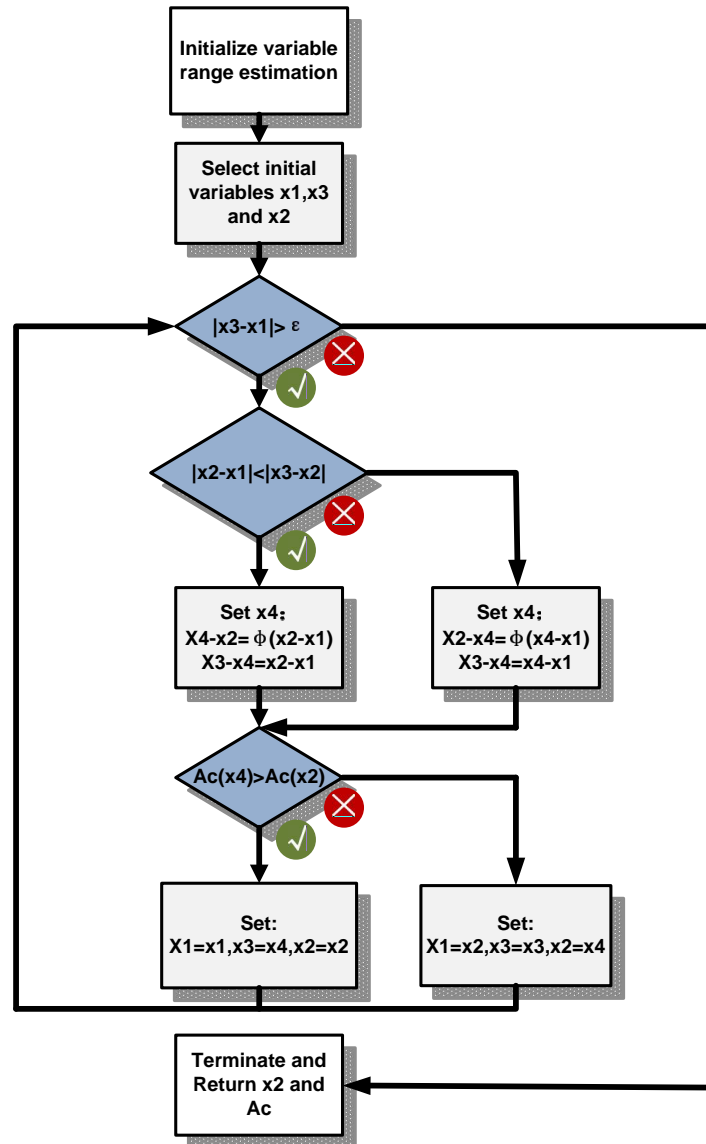 Initialize variable
range estimation
Select initial
variables x1,x3
and x2
|x3-x1|> ε
|x2-x1|<|x3-x2|
Set x4;
X4-x2= Φ(x2-x1)
X3-x4=x2-x1
Set x4;
X2-x4= Φ(x4-x1)
X3-x4=x4-x1
Ac(x4)>Ac(x2)
Set:
X1=x1,x3=x4,x2=x2
Set:
X1=x2,x3=x3,x2=x4
Terminate and
Return x2 and
Ac